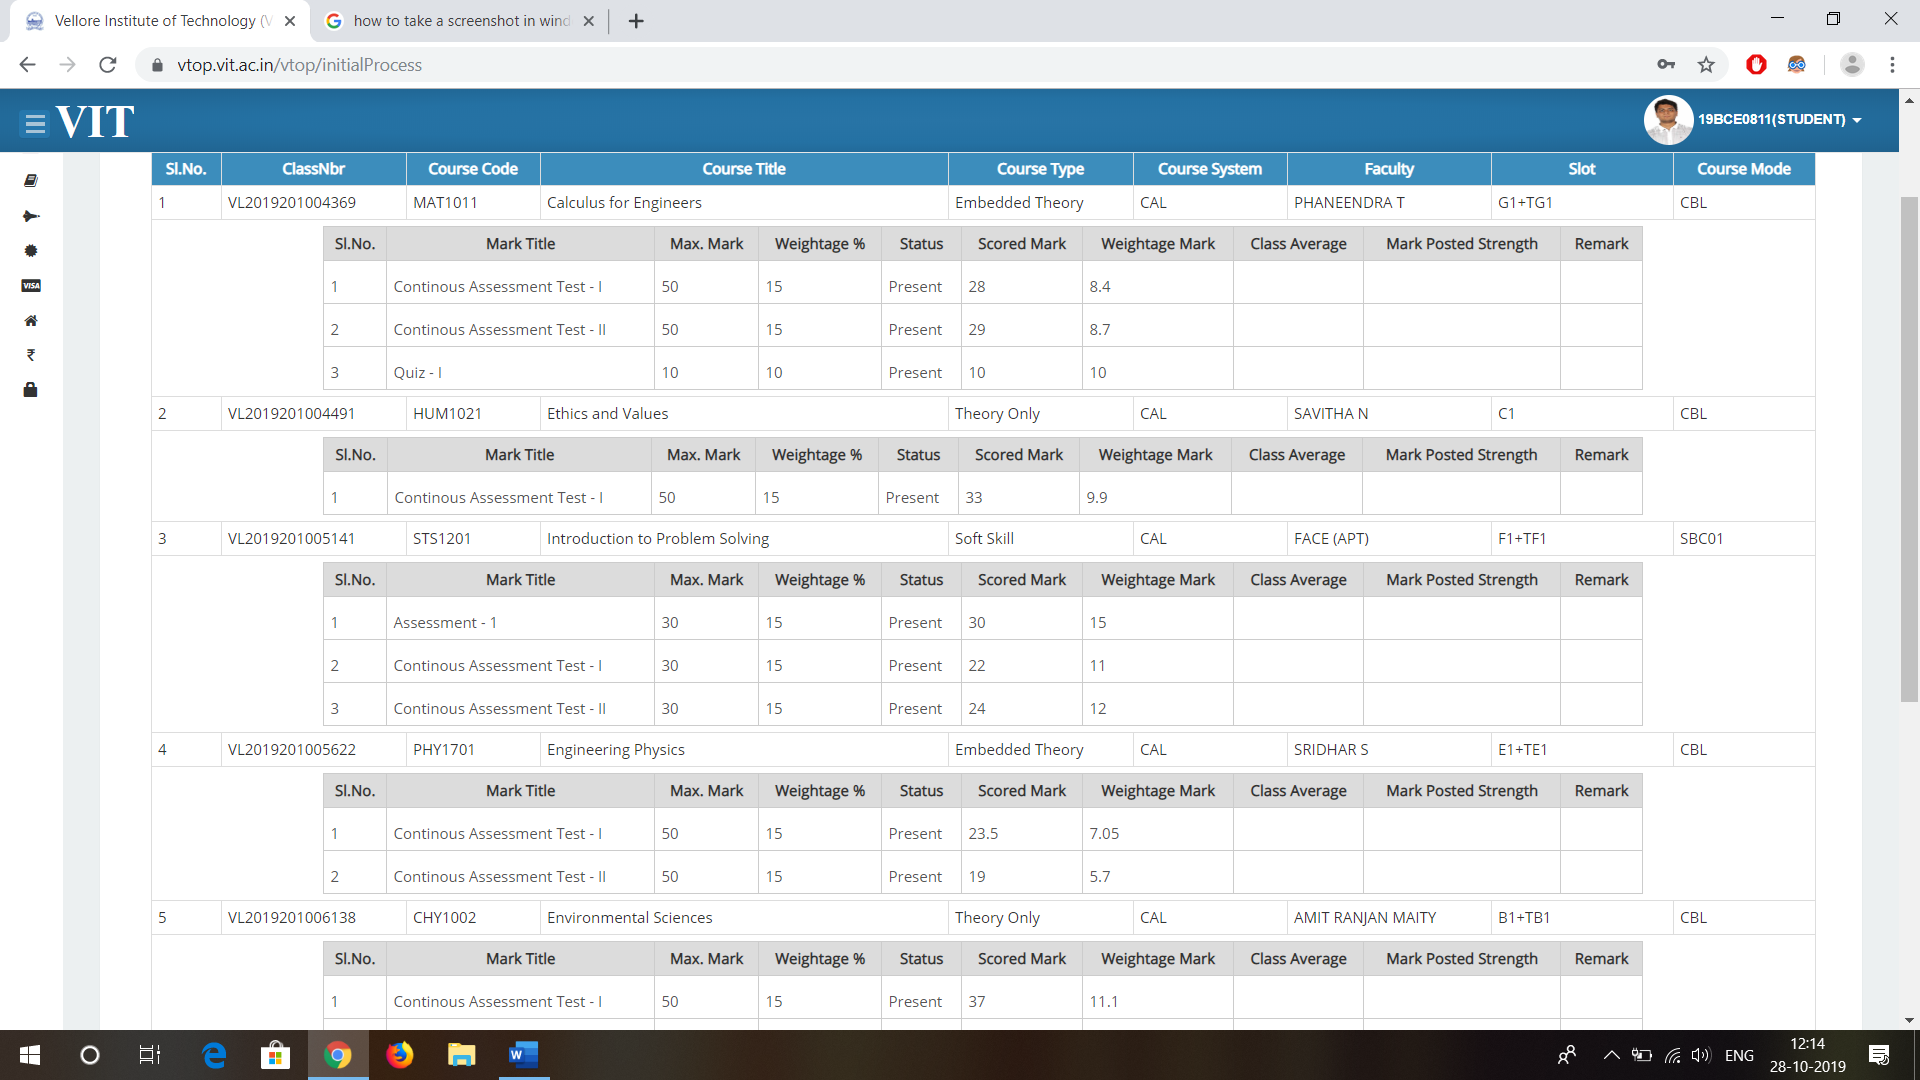 Vellore Institute of Technology (V
how to take a screenshot in wind
vtop.vit.ac.in/vtop/initialProcess
VIT
19BCE0811(STUDENT)
Sl.No. ClassNbr Course Code Course Title Course Type Course System Faculty Slot Course Mode
1 VL2019201004369 MAT1011 Calculus for Engineers Embedded Theory CAL PHANEENDRA T G1+TG1 CBL
Sl.No. Mark Title Max. Mark Weightage % Status Scored Mark Weightage Mark Class Average Mark Posted Strength Remark
1 Continous Assessment Test - I 50 15 Present 28 8.4
VISA
2 Continous Assessment Test - II 50 15 Present 29 8.7
3 Quiz - I 10 10 Present 10 10
2 VL2019201004491 HUM1021 Ethics and Values Theory Only CAL SAVITHA N C1 CBL
Sl.No. Mark Title Max. Mark Weightage % Status Scored Mark Weightage Mark Class Average Mark Posted Strength Remark
1 Continous Assessment Test - I 50 15 Present 33 9.9
3 VL2019201005141 STS1201 Introduction to Problem Solving Soft Skill CAL FACE (APT) F1+TF1 SBC01
Sl.No. Mark Title Max. Mark Weightage % Status Scored Mark Weightage Mark Class Average Mark Posted Strength Remark
1 Assessment - 1 30 15 Present 30 15
2 Continous Assessment Test - I 30 15 Present 22 11
3 Continous Assessment Test - II 30 15 Present 24 12
4 VL2019201005622 PHY1701 Engineering Physics Embedded Theory CAL SRIDHAR S E1+TE1 CBL
Sl.No. Mark Title Max. Mark Weightage % Status Scored Mark Weightage Mark Class Average Mark Posted Strength Remark
1 Continous Assessment Test - I 50 15 Present 23.5 7.05
2 Continous Assessment Test - II 50 15 Present 19 5.7
5 VL2019201006138 CHY1002 Environmental Sciences Theory Only CAL AMIT RANJAN MAITY B1+TB1 CBL
Sl.No. Mark Title Max. Mark Weightage % Status Scored Mark Weightage Mark Class Average Mark Posted Strength Remark
1 Continous Assessment Test - I 50 15 Present 37 11.1
ENG
12:14
28-10-2019